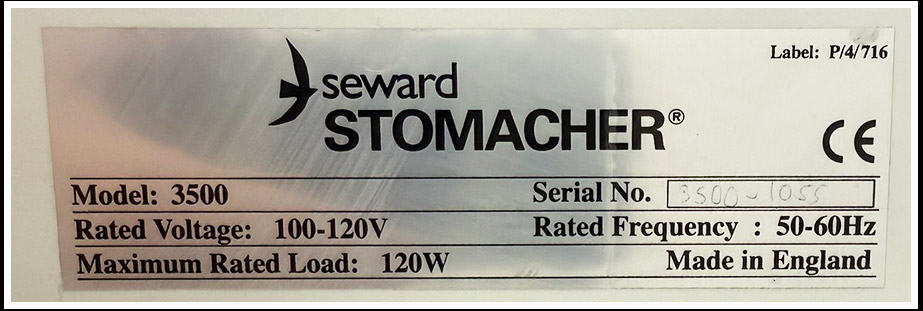 Label: P/4/716
seward
STOMACHER®
CE
Model: 3500 Serial No. 3500-1055
Rated Voltage: 100-120V Rated Frequency : 50-60Hz
Maximum Rated Load: 120W Made in England